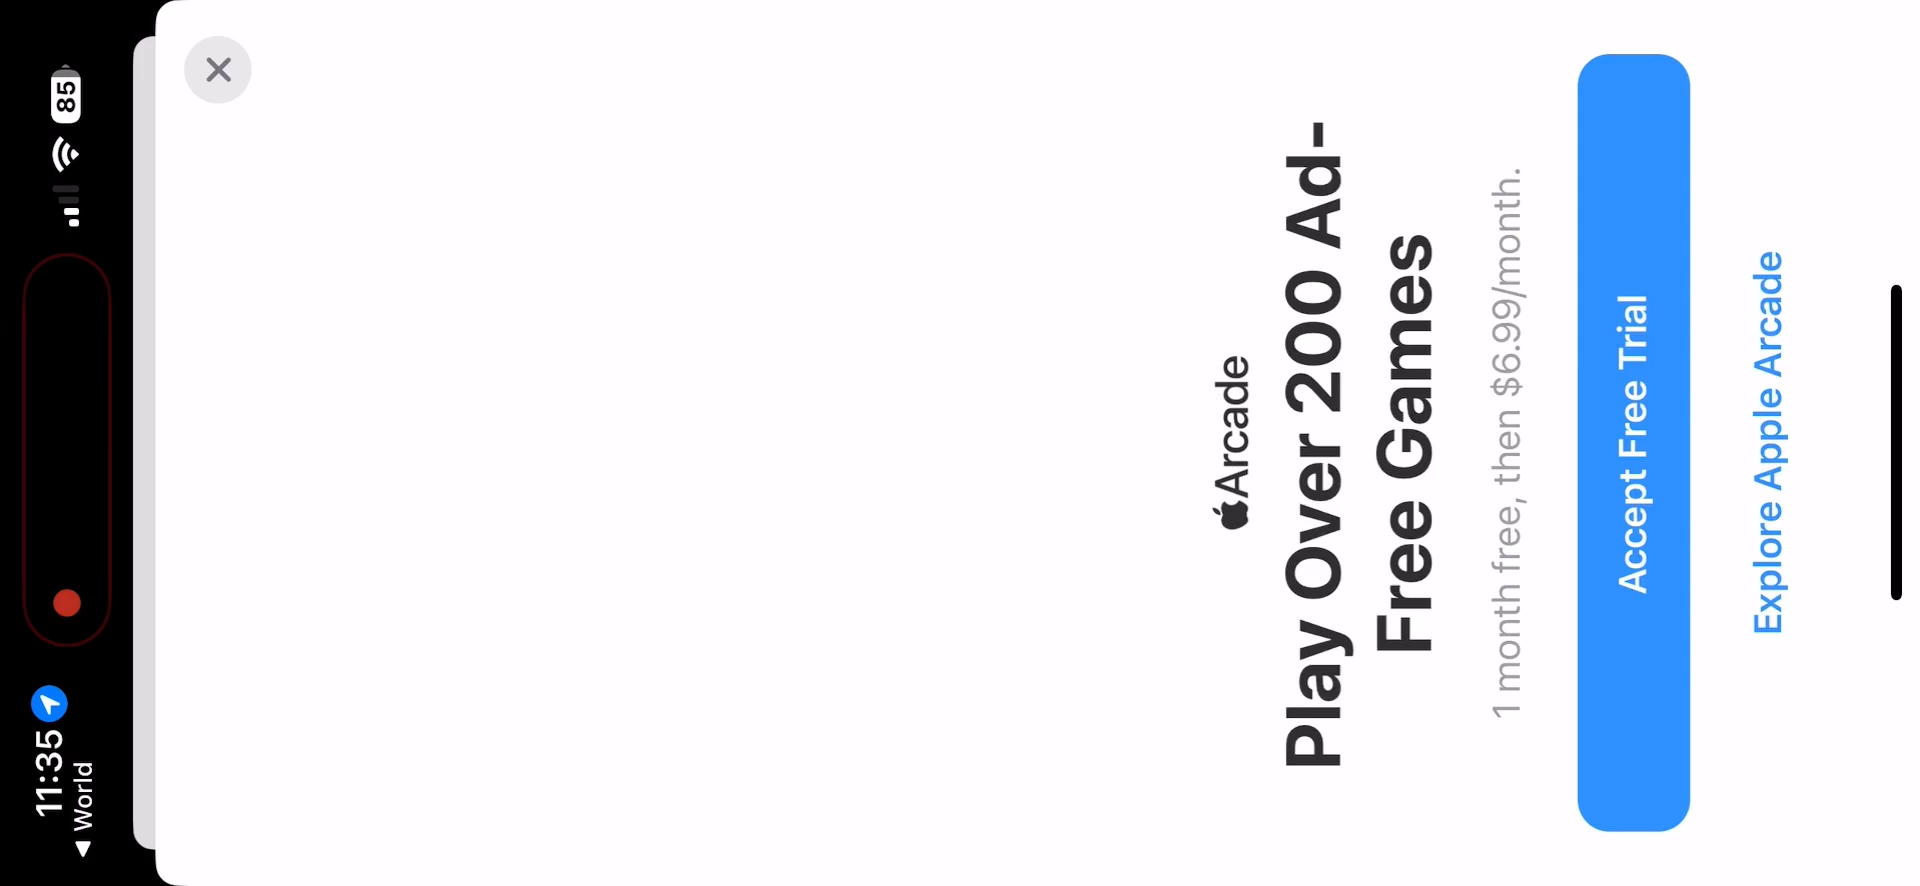 11:35
◀ World
85
Arcade
Play Over 200 Ad-
Free Games
1 month free, then $6.99/month.
Accept Free Trial
Explore Apple Arcade